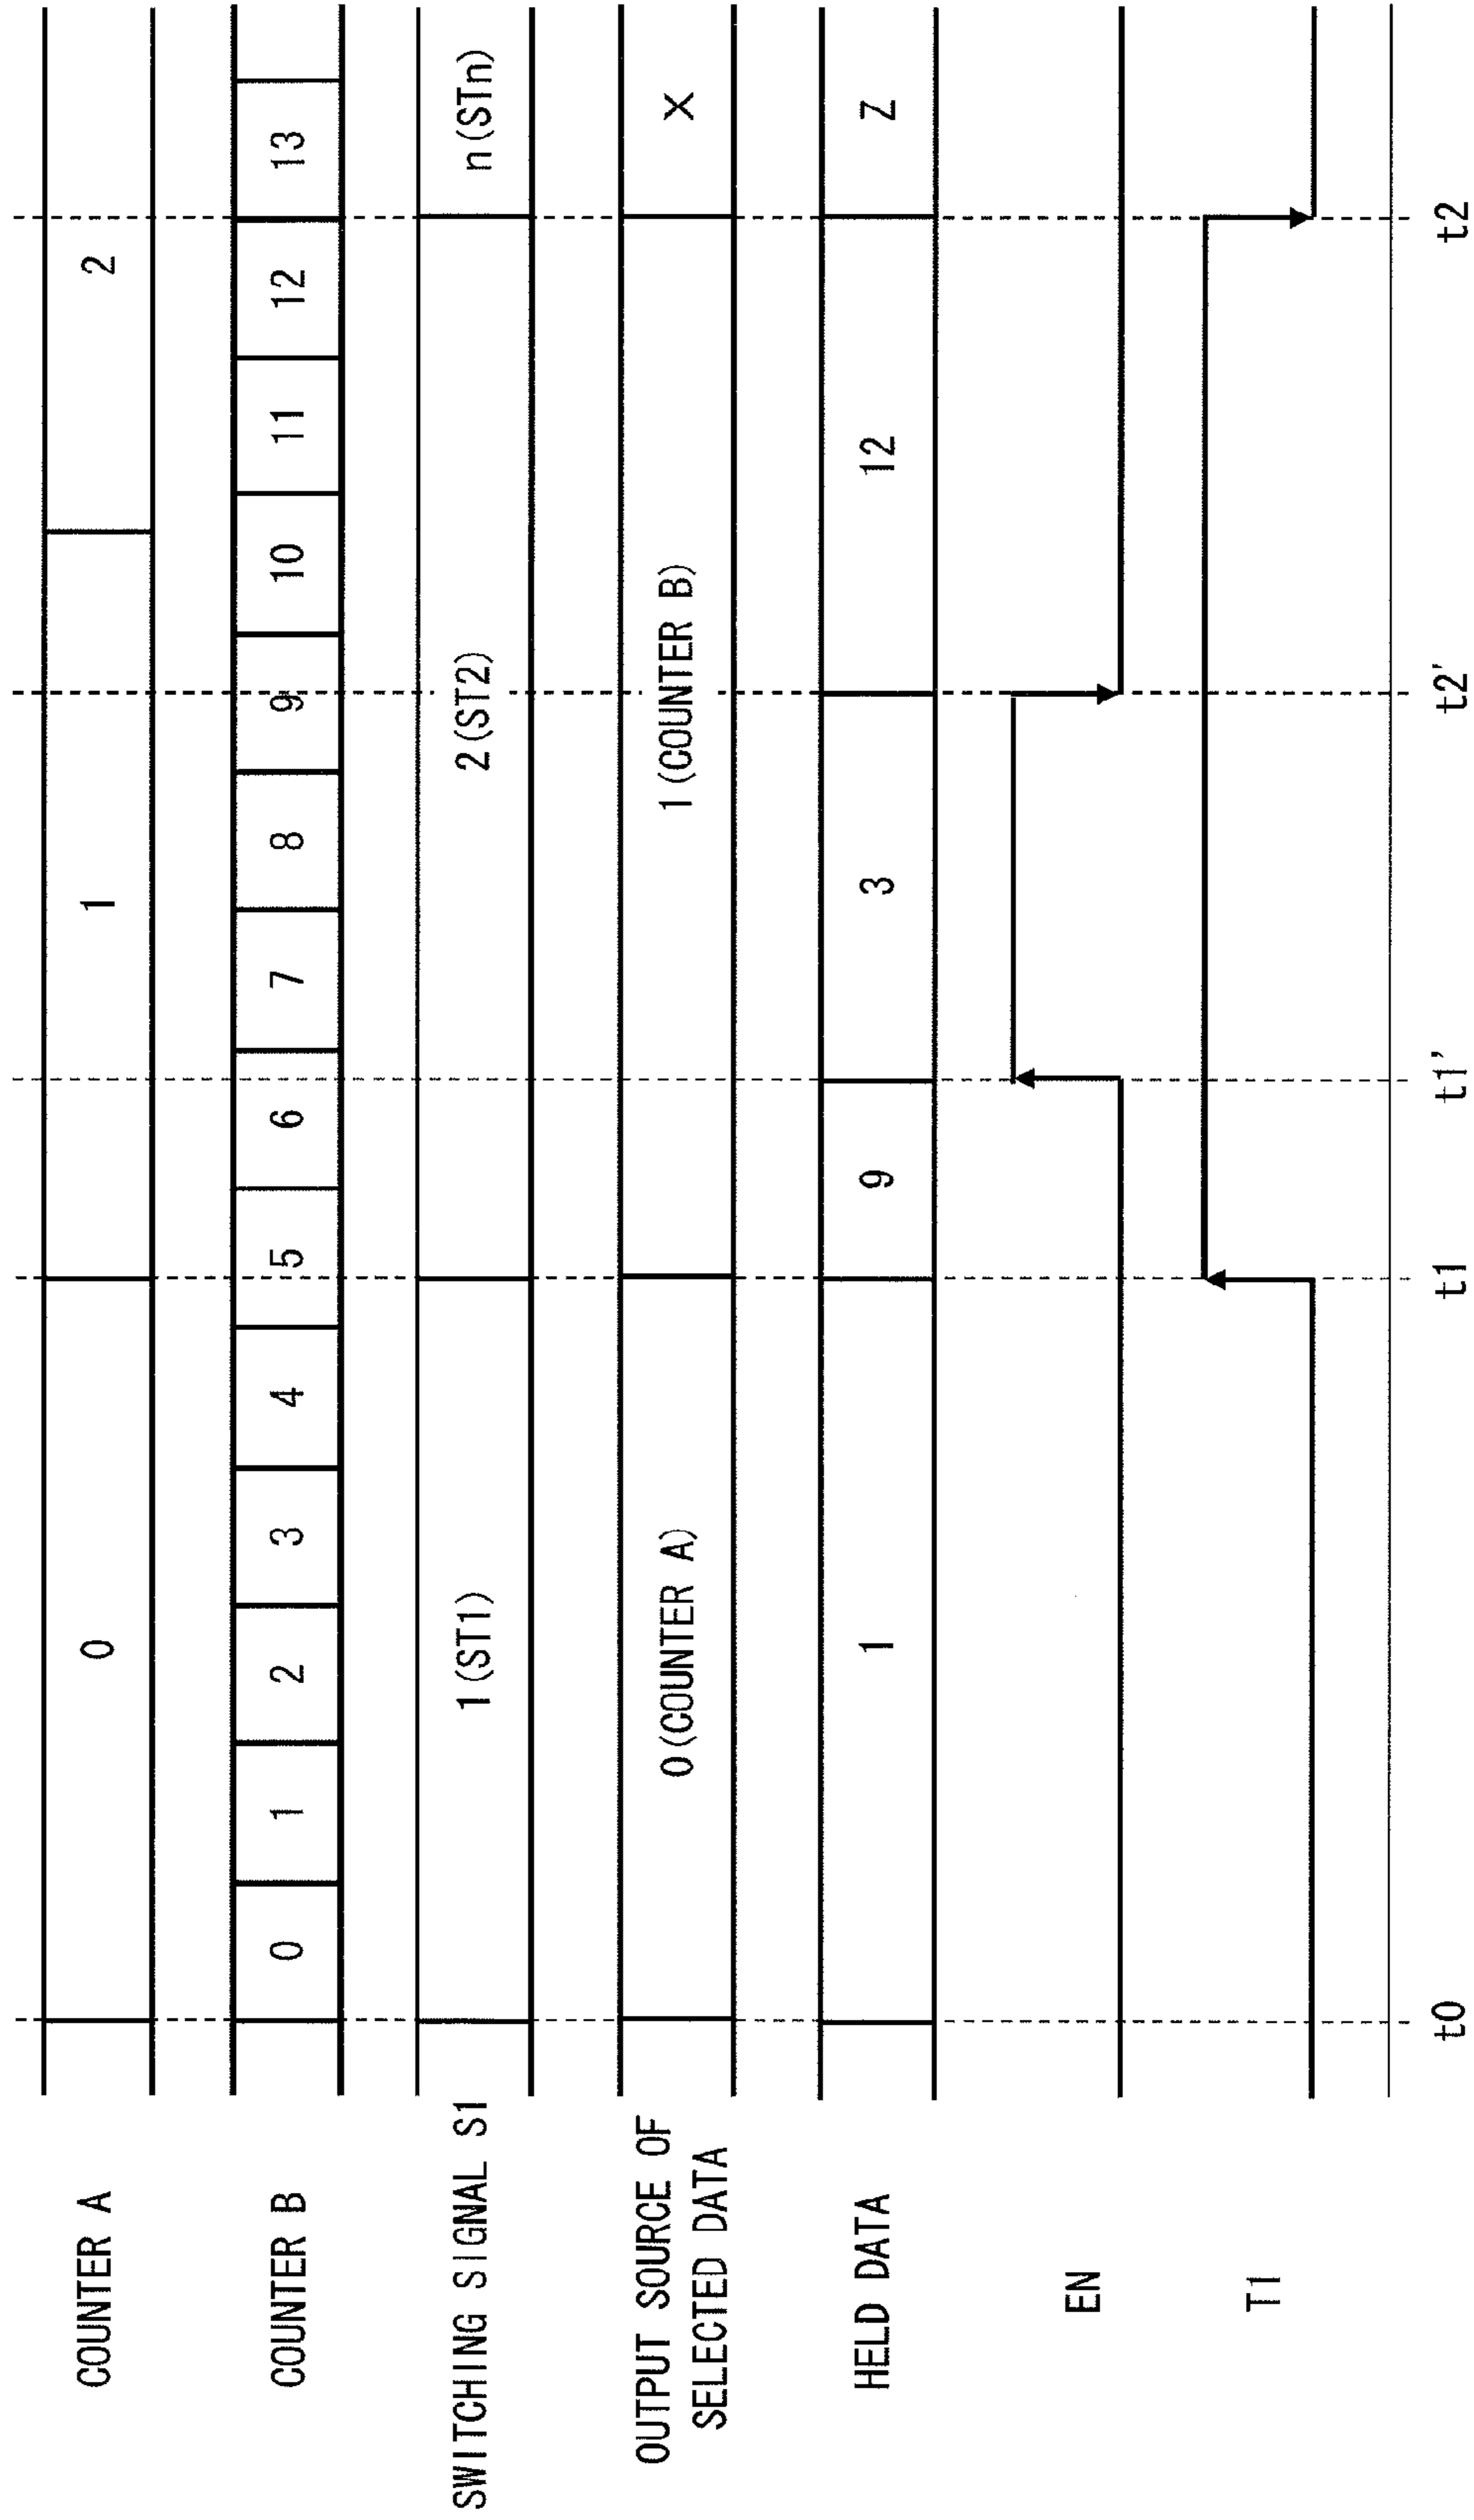 COUNTER A 0 1 2
COUNTER B 0 1 2 3 4 5 6 7 8 9 10 11 12 13
SWITCHING SIGNAL S1 1(ST1) 2(ST2) n(STn)
OUTPUT SOURCE OF
SELECTED DATA 0(COUNTER A) 1(COUNTER B) X
HELD DATA 1 9 3 12 Z
EN
T1
t0 t1 t1' t2' t2